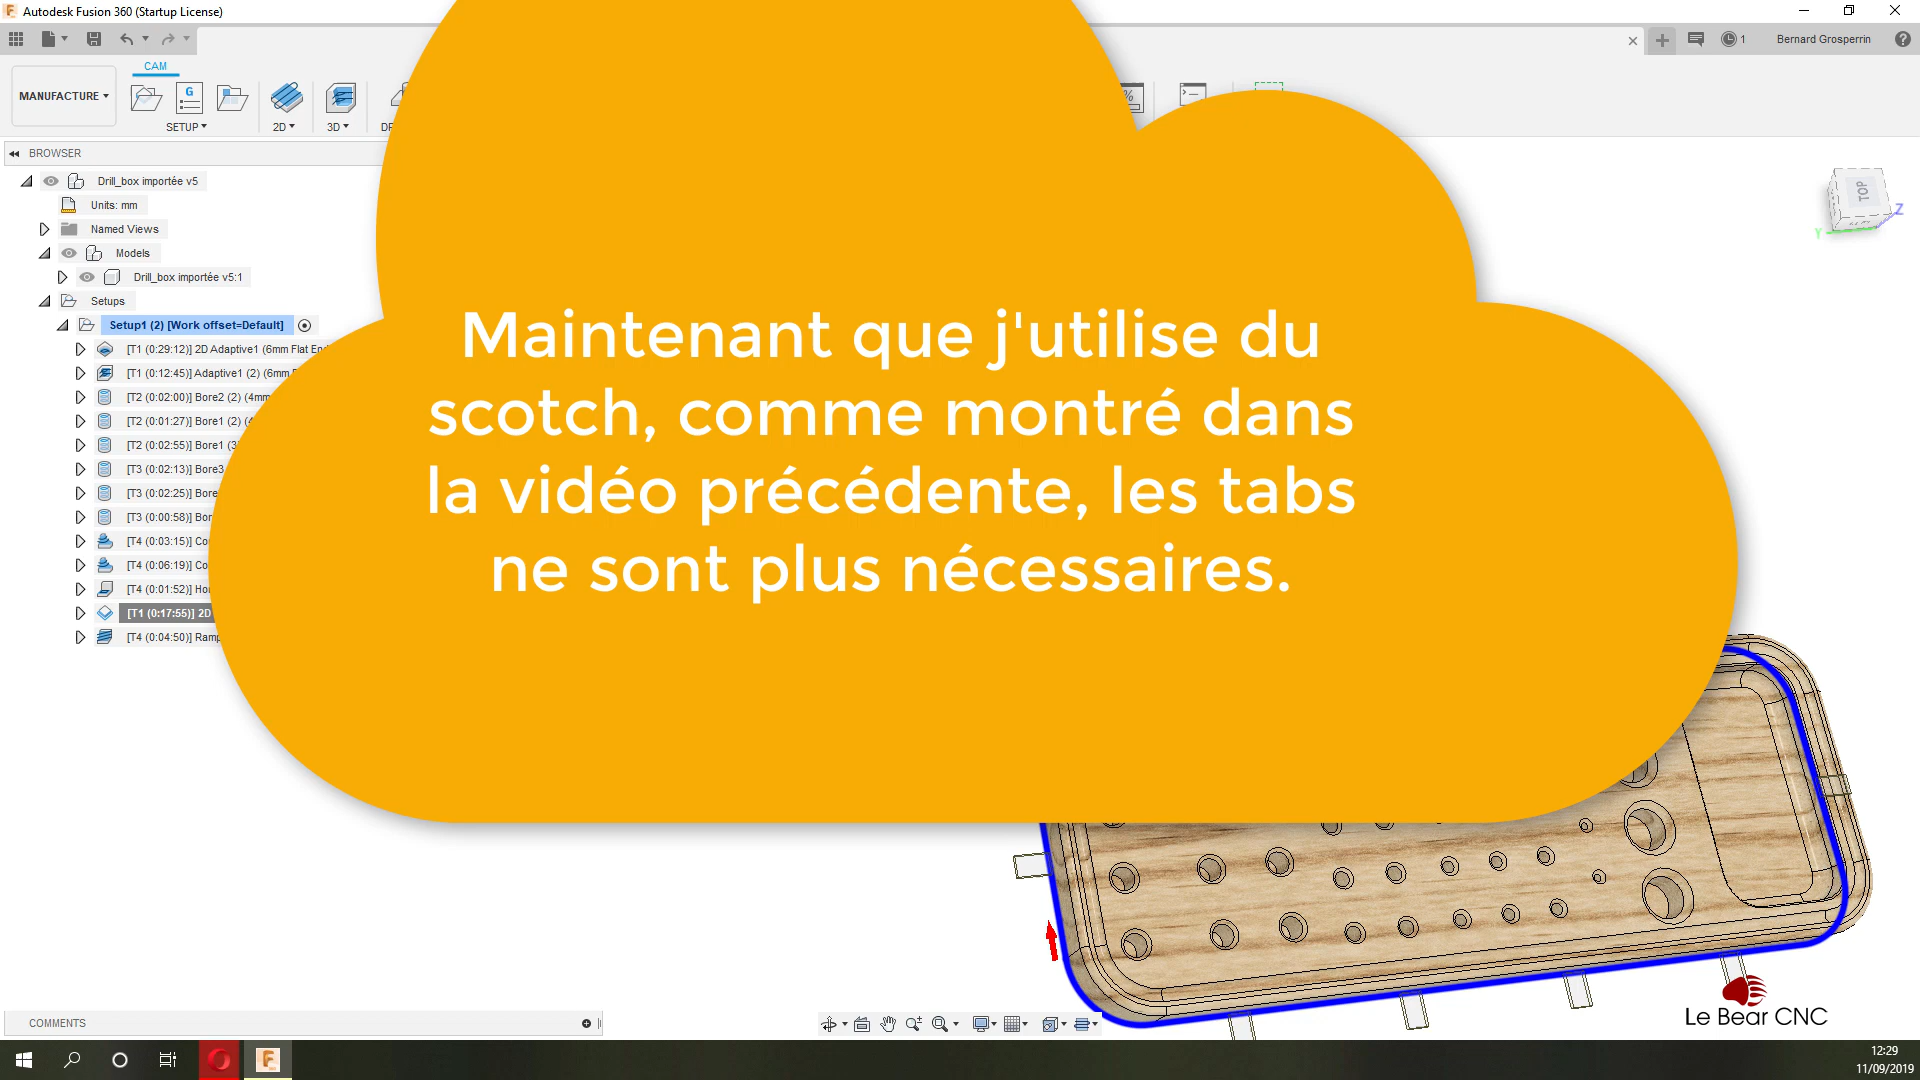 Autodesk Fusion 360 (Startup License)
1
Bernard Grosperrin
CAM
MANUFACTURE
SETUP
2D
3D
BROWSER
TOP
Z
Y
Drill_box importée v5
Units: mm
Named Views
Models
Drill_box importée v5:1
Setups
Setup1 (2) [Work offset=Default]
[T1 (0:29:12)] 2D Adaptive1 (6mm Flat
[T1 (0:12:45)] Adaptive1 (2) (6mm
[T2 (0:02:00)] Bore2 (2) (4mm
[T2 (0:01:27)] Bore1 (2)
[T2 (0:02:55)] Bore1
[T3 (0:02:13)] Bore3
[T3 (0:02:25)]
[T3 (0:00:58)]
[T4 (0:03:15)]
[T4 (0:06:19)]
[T4 (0:01:52)]
[T1 (0:17:55)] 2D
[T4 (0:04:50)] Ramp
Maintenant que j'utilise du
scotch, comme montré dans
la vidéo précédente, les tabs
ne sont plus nécessaires.
Le Bear CNC
COMMENTS
12:29
11/09/2019